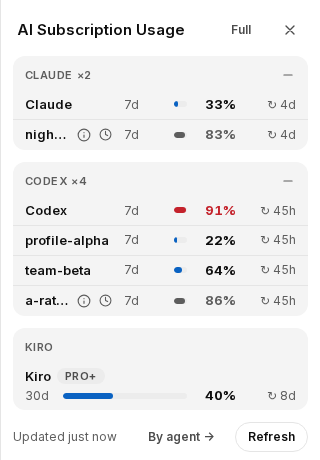 AI Subscription Usage Full
CLAUDE ×2
Claude 7d 33% ↻ 4d
nigh... 7d 83% ↻ 4d
CODEX ×4
Codex 7d 91% ↻ 45h
profile-alpha 7d 22% ↻ 45h
team-beta 7d 64% ↻ 45h
a-rat... 7d 86% ↻ 45h
KIRO
Kiro PRO+
30d 40% ↻ 8d
Updated just now By agent → Refresh